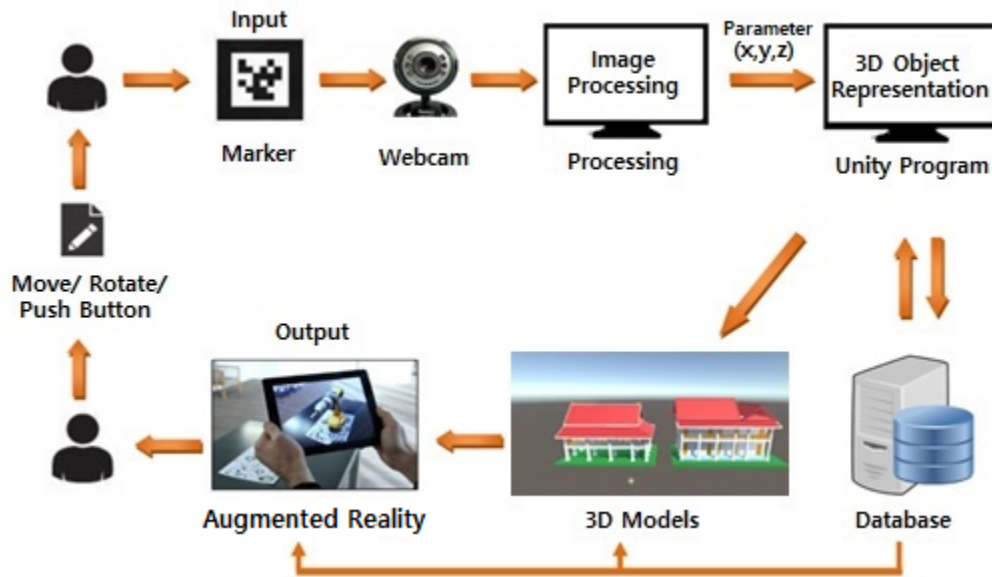 Input
Marker
Webcam
Image
Processing
Processing
Parameter
(x,y,z)
3D Object
Representation
Unity Program
Move/ Rotate/
Push Button
Output
Augmented Reality
3D Models
Database